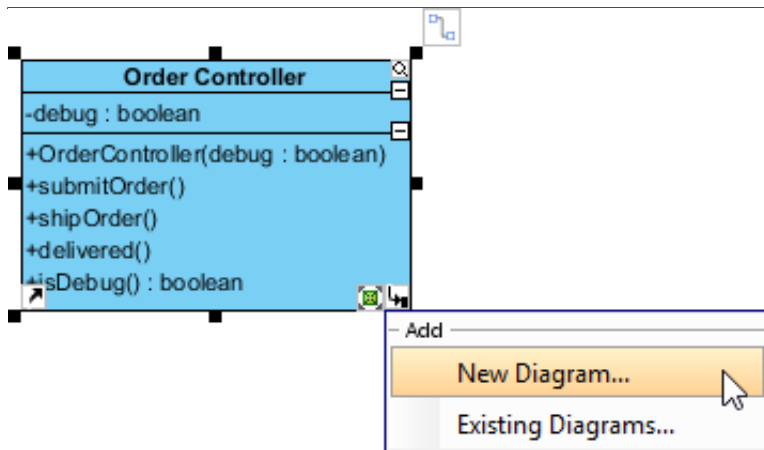 Order Controller
-debug : boolean
+OrderController(debug : boolean)
+submitOrder()
+shipOrder()
+delivered()
+isDebug() : boolean
Add
New Diagram...
Existing Diagrams...